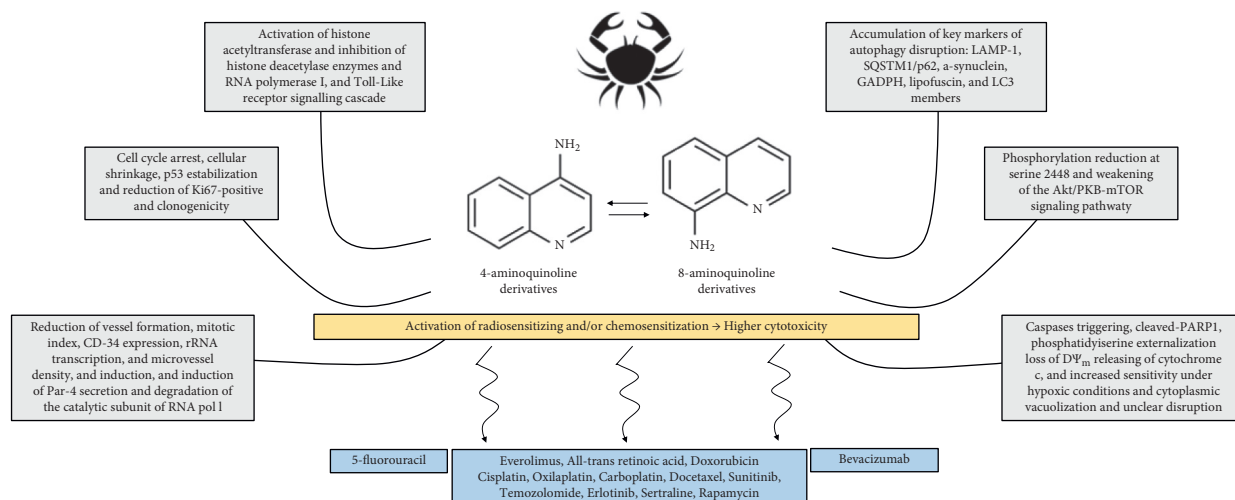 Activation of histone
acetyltransferase and inhibition of
histone deacetylase enzymes and
RNA polymerase I, and Toll-Like
receptor signalling cascade
Accumulation of key markers of
autophagy disruption: LAMP-1,
SQSTM1/p62, a-synuclein,
GADPH, lipofuscin, and LC3
members
Cell cycle arrest, cellular
shrinkage, p53 estabilization
and reduction of Ki67-positive
and clonogenicity
Phosphorylation reduction at
serine 2448 and weakening
of the Akt/PKB-mTOR
signaling pathwaty
NH2
N
4-aminoquinoline
derivatives
N
NH2
8-aminoquinoline
derivatives
Activation of radiosensitizing and/or chemosensitization → Higher cytotoxicity
Reduction of vessel formation, mitotic
index, CD-34 expression, rRNA
transcription, and microvessel
density, and induction, and induction
of Par-4 secretion and degradation of
the catalytic subunit of RNA pol l
Caspases triggering, cleaved-PARP1,
phosphatidyiserine externalization
loss of DΨm releasing of cytochrome
c, and increased sensitivity under
hypoxic conditions and cytoplasmic
vacuolization and unclear disruption
5-fluorouracil
Everolimus, All-trans retinoic acid, Doxorubicin
Cisplatin, Oxilaplatin, Carboplatin, Docetaxel, Sunitinib,
Temozolomide, Erlotinib, Sertraline, Rapamycin
Bevacizumab